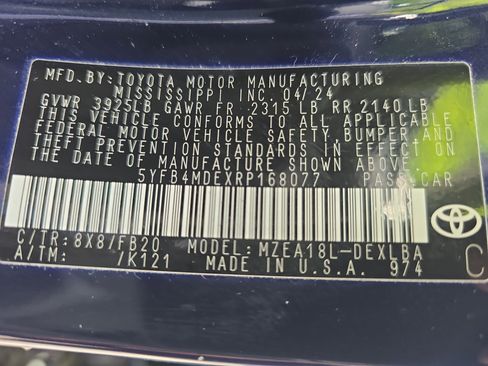 MFD.BY: TOYOTA MOTOR MANUFACTURING
MISSISSIPPI, INC. 04/24
GVWR 3925LB GAWR FR 2315 LB RR 2140 LB
THIS VEHICLE CONFORMS TO ALL APPLICABLE
FEDERAL MOTOR VEHICLE SAFETY, BUMPER, AND
THEFT PREVENTION STANDARDS IN EFFECT ON
THE DATE OF MANUFACTURE SHOWN ABOVE.
5YFB4MDEXRP168077 PASS.CAR
C/TR: 8X8/FB20 MODEL: MZEA18L-DEXLBA
A/TM: /K121 MADE IN U.S.A. 974 C